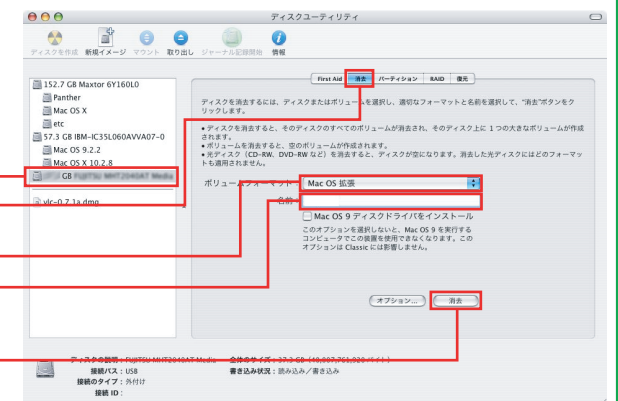 ディスクユーティリティ
ディスクを作成 新規イメージ マウント 取り出し ジャーナル記録開始 情報
152.7 GB Maxtor 6Y160L0
Panther
Mac OS X
etc
57.3 GB IBM-IC35L060AVVA07-0
Mac OS 9.2.2
Mac OS X 10.2.8
GB FUJITSU MHT2040AT Media
vlc-0.7.1a.dmg
First Aid 消去 パーティション RAID 復元
ディスクを消去するには、ディスクまたはボリュームを選択し、適切なフォーマットと名前を選択して、"消去"ボタンをク
リックします。
• ディスクを消去すると、そのディスクのすべてのボリュームが消去され、そのディスク上に 1 つの大きなボリュームが作成
されます。
• ボリュームを消去すると、空のボリュームが作成されます。
• 光ディスク（CD-RW、DVD-RW など）を消去すると、ディスクが空になります。消去した光ディスクにはどのフォーマッ
トも適用されません。
ボリュームフォーマット Mac OS 拡張
名前
Mac OS 9 ディスクドライバをインストール
このオプションを選択しないと、Mac OS 9 を実行する
コンピュータでこの装置を使用できなくなります。この
オプションは Classic には影響しません。
オプション... 消去
ディスクの説明：FUJITSU MHT2040AT Media 全体のサイズ：37.3 GB (40,007,761,920 バイト)
接続バス：USB 書き込み状況：読み込み／書き込み
接続のタイプ：外付け
接続 ID：